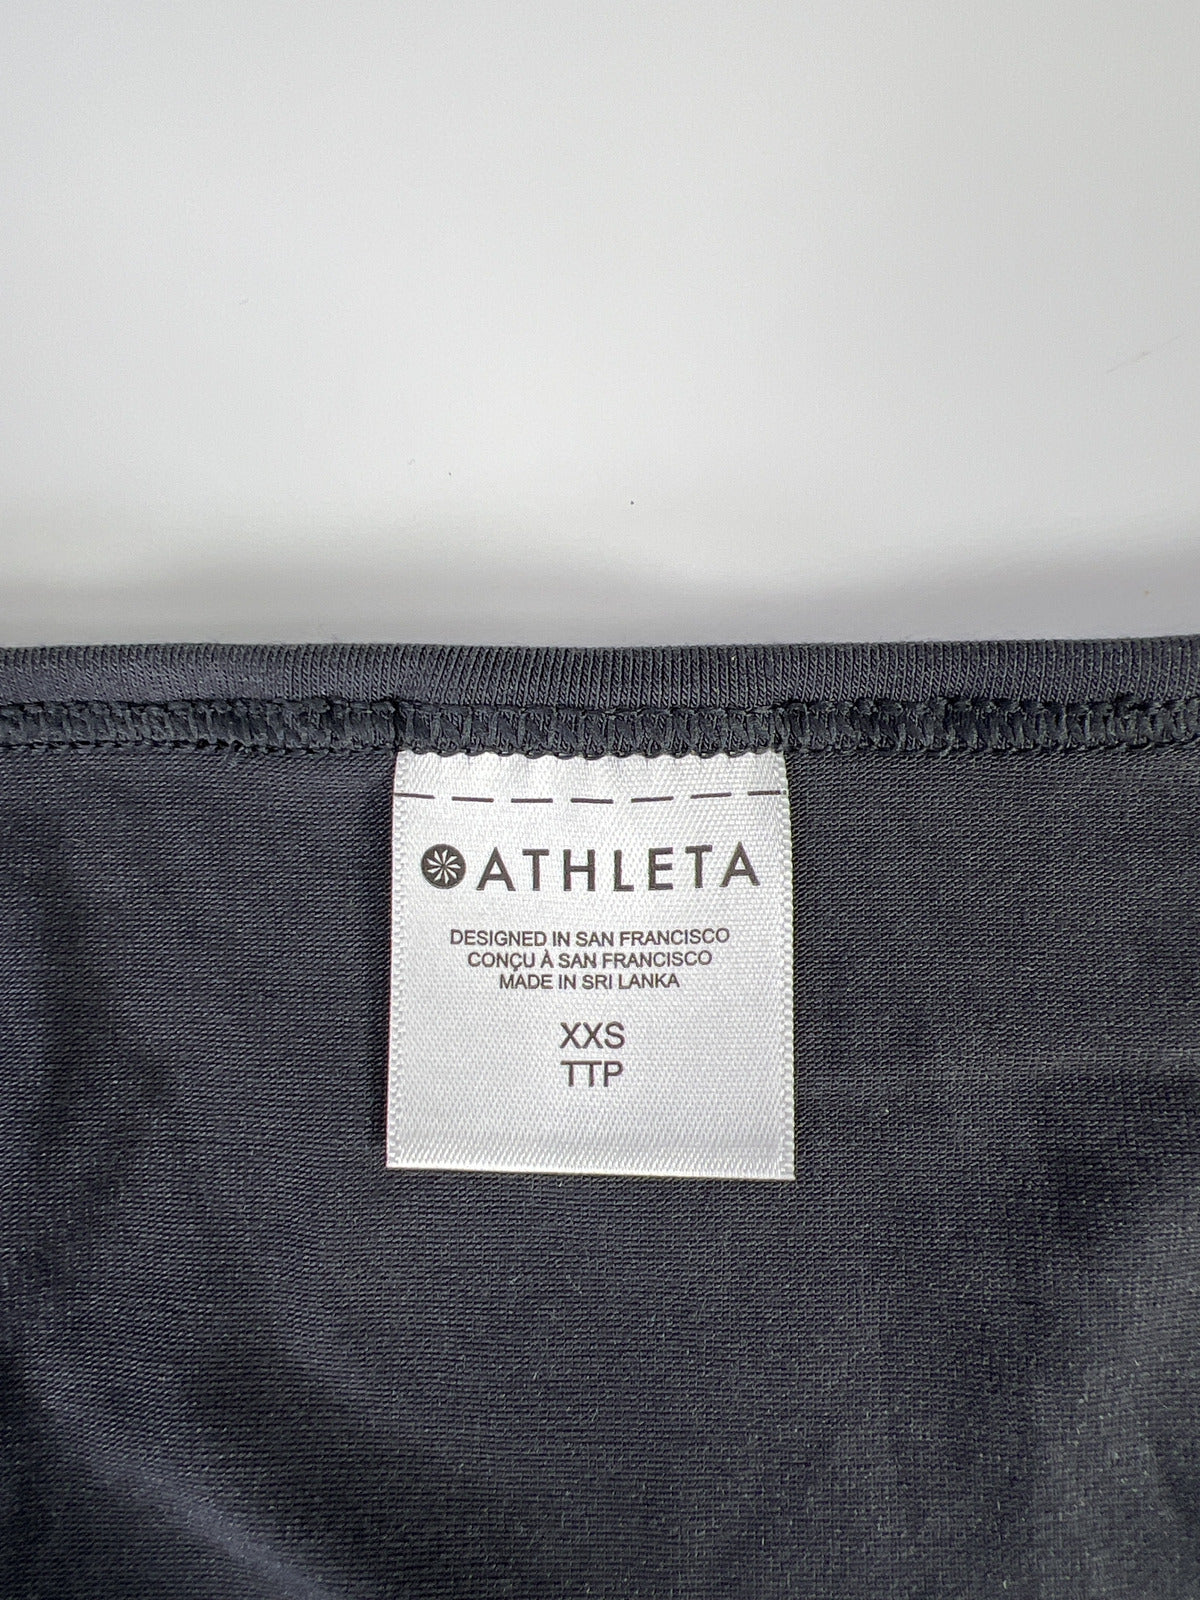 ATHLETA
DESIGNED IN SAN FRANCISCO
CONÇU À SAN FRANCISCO
MADE IN SRI LANKA
XXS
TTP